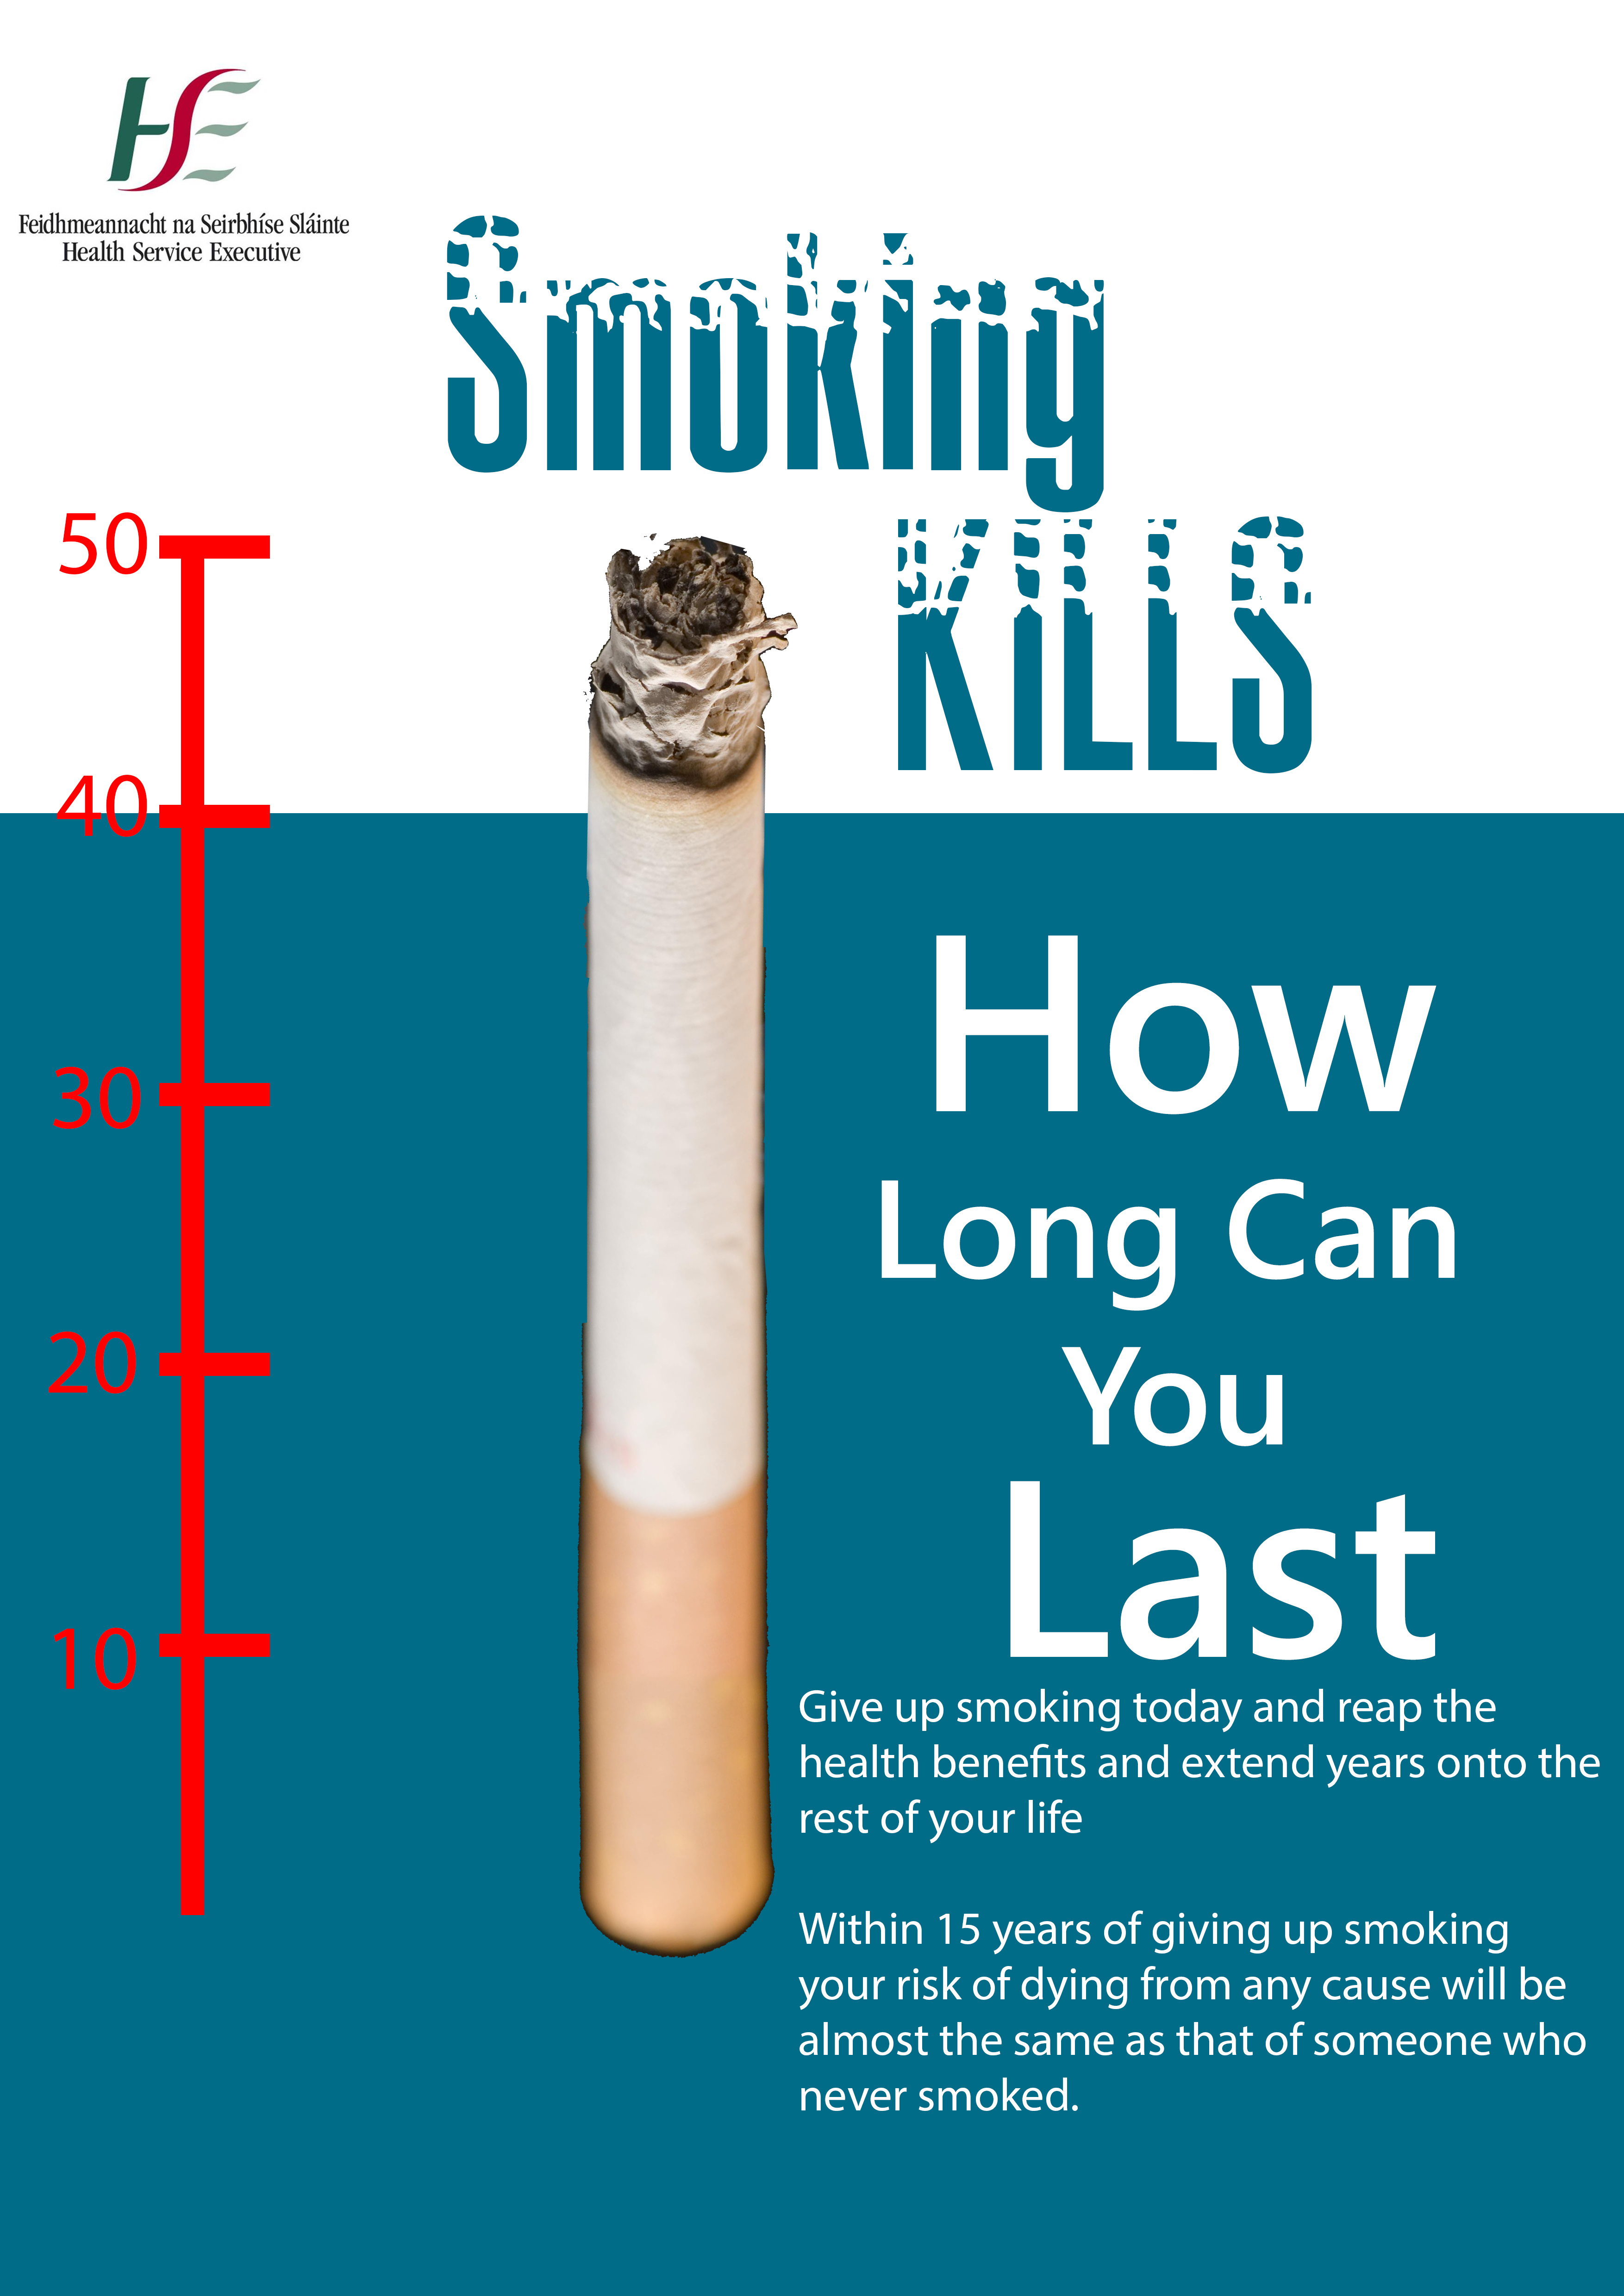 HSE
Feidhmeannacht na Seirbhíse Sláinte
Health Service Executive
Smoking
KILLS
50
40
30
20
10
How
Long Can
You
Last
Give up smoking today and reap the
health benefits and extend years onto the
rest of your life
Within 15 years of giving up smoking
your risk of dying from any cause will be
almost the same as that of someone who
never smoked.